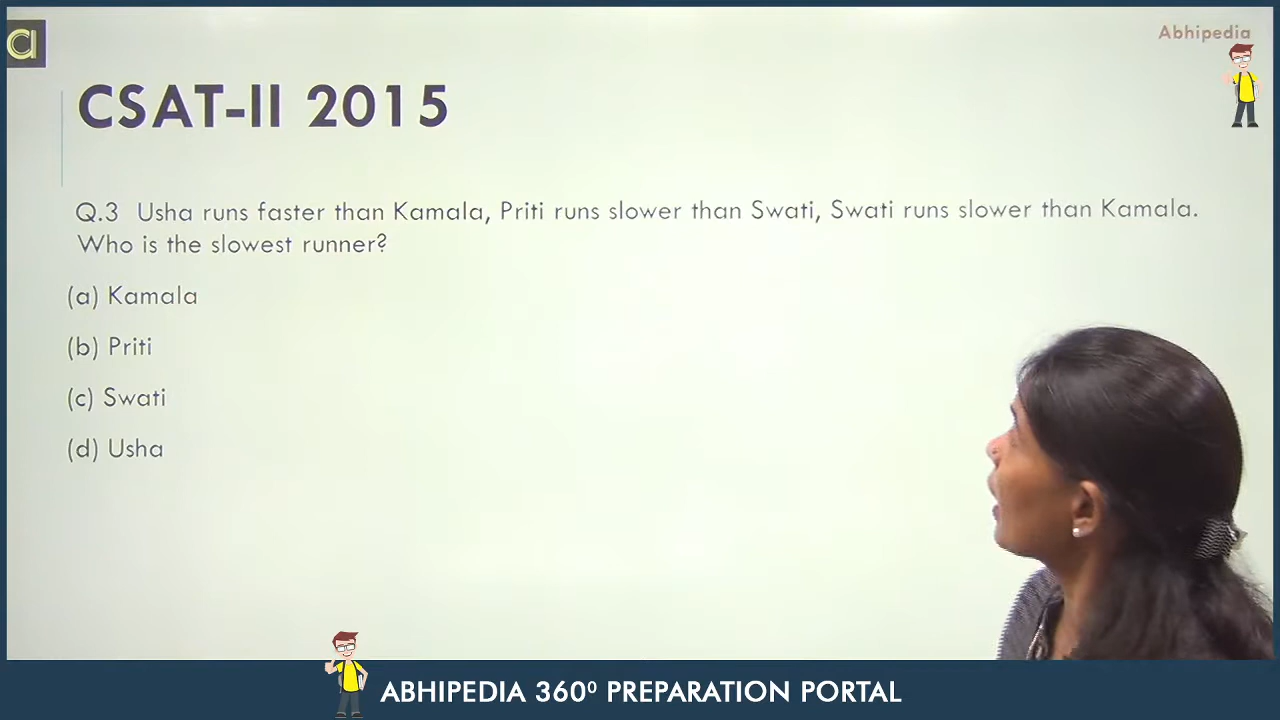 a
Abhipedia
CSAT-II 2015
Q.3 Usha runs faster than Kamala, Priti runs slower than Swati, Swati runs slower than Kamala.
Who is the slowest runner?
(a) Kamala
(b) Priti
(c) Swati
(d) Usha
ABHIPEDIA 360⁰ PREPARATION PORTAL